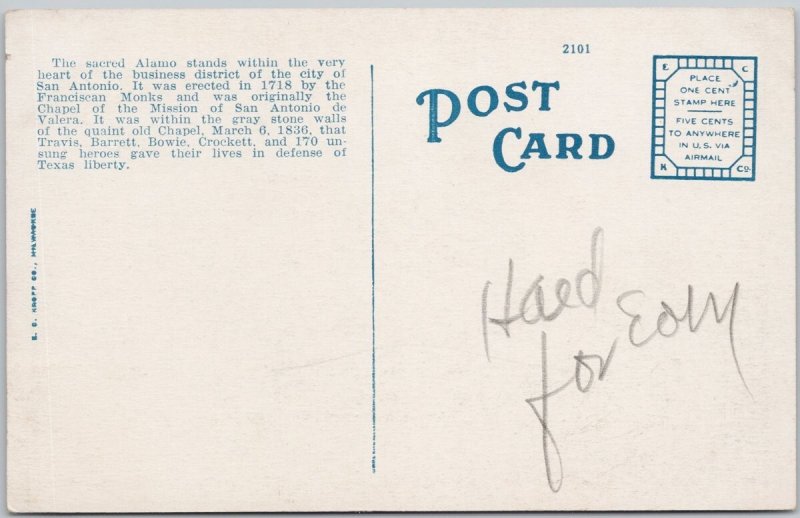 The sacred Alamo stands within the very
heart of the business district of the city of
San Antonio. It was erected in 1718 by the
Franciscan Monks and was originally the
Chapel of the Mission of San Antonio de
Valera. It was within the gray stone walls
of the quaint old Chapel, March 6, 1836, that
Travis, Barrett, Bowie, Crockett, and 170 un-
sung heroes gave their lives in defense of
Texas liberty.
E. C. KROPP CO., MILWAUKEE
2101
POST
CARD
E C
PLACE
ONE CENT
STAMP HERE
FIVE CENTS
TO ANYWHERE
IN U.S. VIA
AIRMAIL
K Co.
for